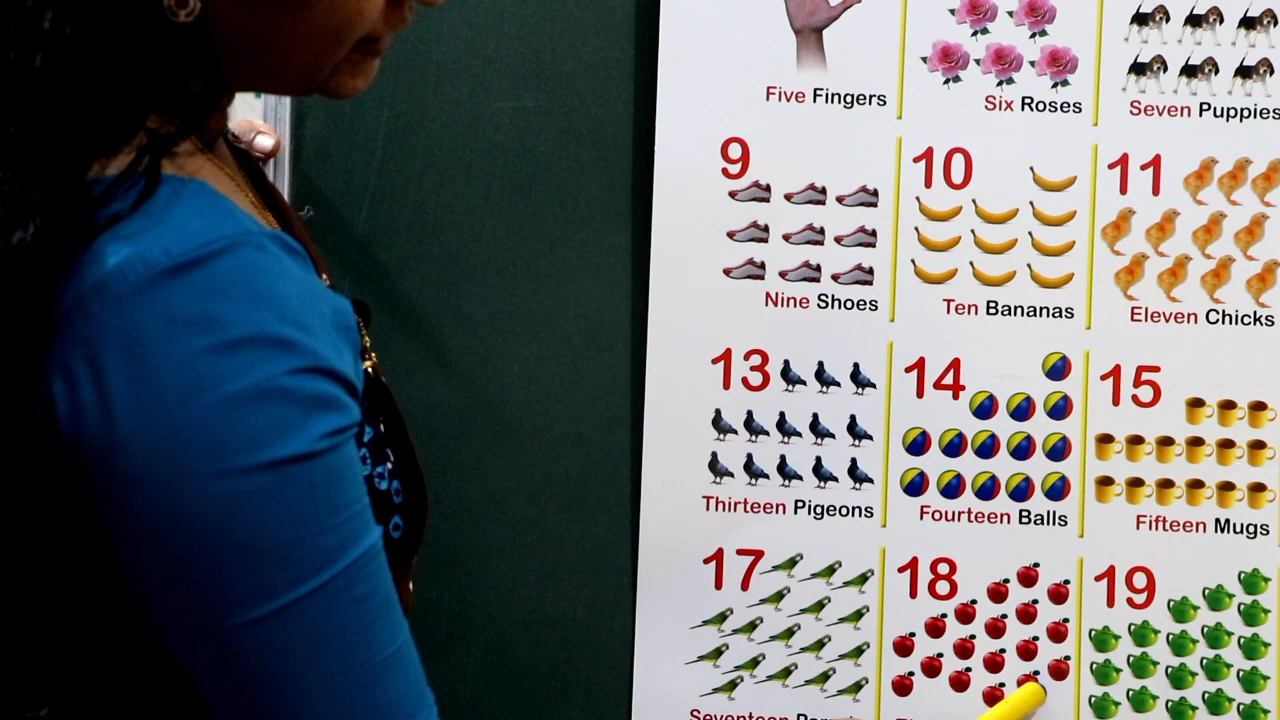 Five Fingers
Six Roses
Seven Puppies
9
10
11
Nine Shoes
Ten Bananas
Eleven Chicks
13
14
15
Thirteen Pigeons
Fourteen Balls
Fifteen Mugs
17
18
19
Seventeen